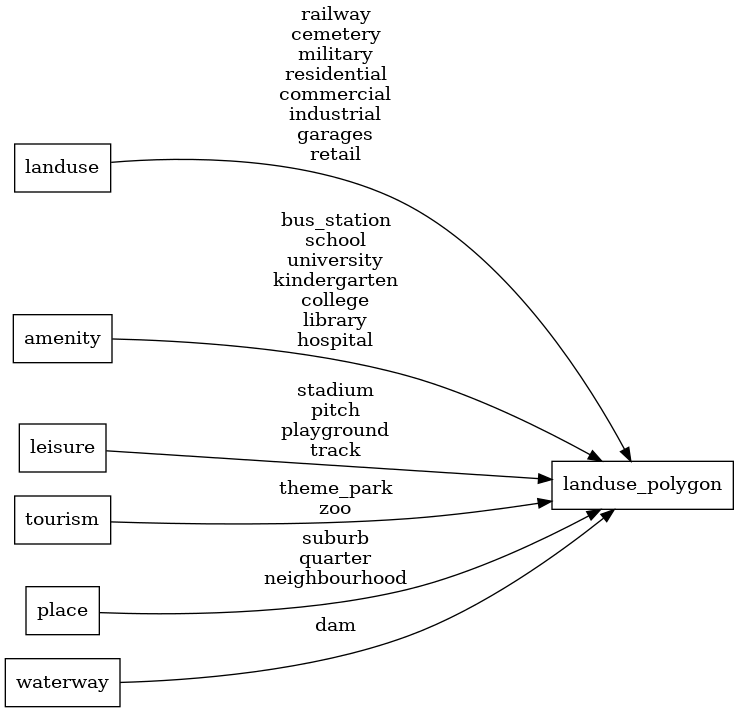 railway
cemetery
military
residential
commercial
industrial
garages
retail
landuse
bus_station
school
university
kindergarten
college
library
hospital
amenity
stadium
pitch
playground
track
leisure
landuse_polygon
theme_park
zoo
tourism
suburb
quarter
neighbourhood
place
dam
waterway